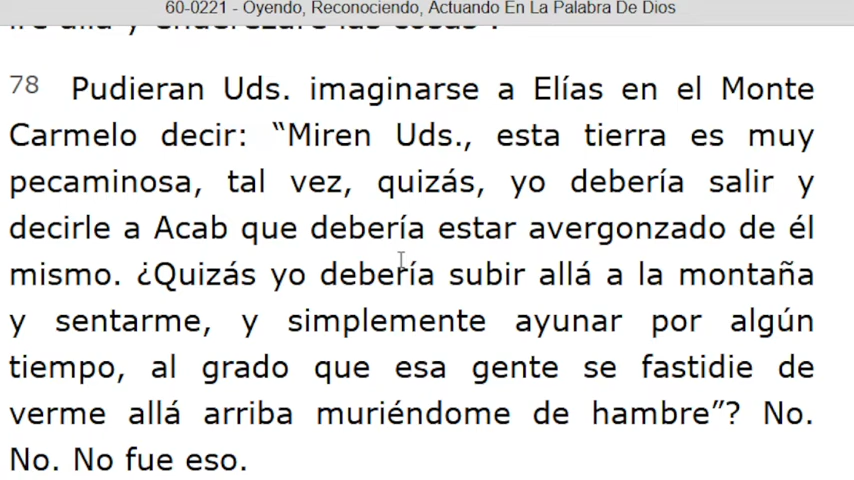 60-0221 - Oyendo, Reconociendo, Actuando En La Palabra De Dios
78 Pudieran Uds. imaginarse a Elías en el Monte
Carmelo decir: “Miren Uds., esta tierra es muy
pecaminosa, tal vez, quizás, yo debería salir y
decirle a Acab que debería estar avergonzado de él
mismo. ¿Quizás yo debería subir allá a la montaña
y sentarme, y simplemente ayunar por algún
tiempo, al grado que esa gente se fastidie de
verme allá arriba muriéndome de hambre”? No.
No. No fue eso.